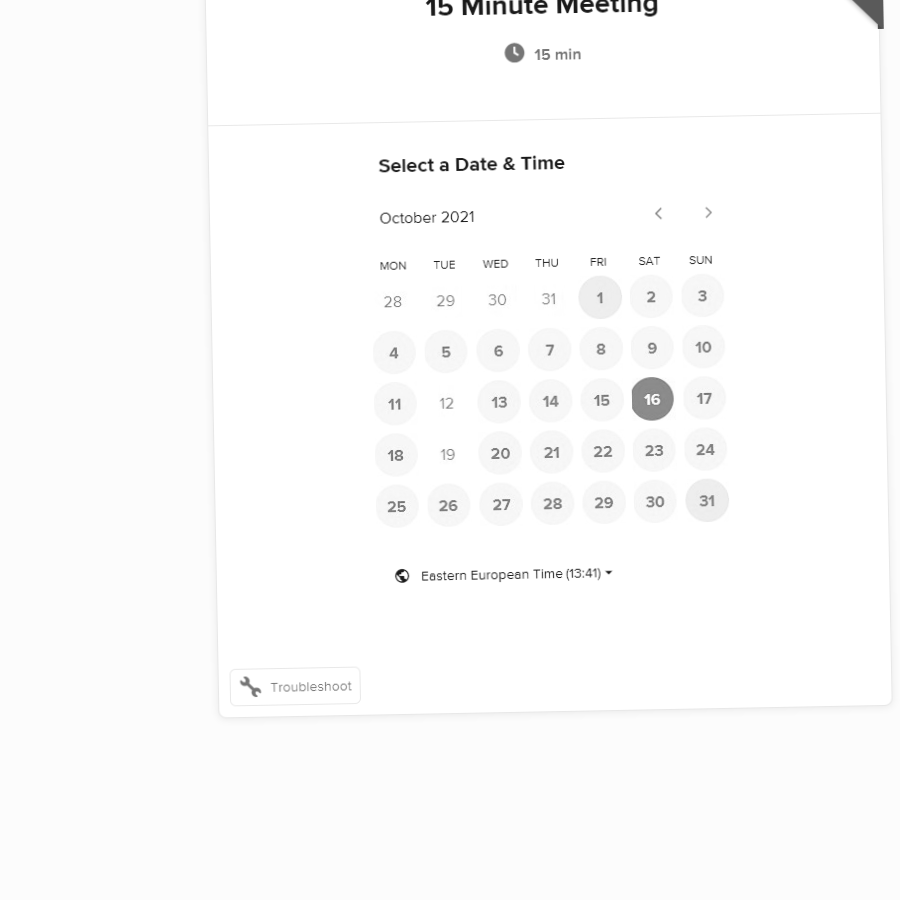 15 Minute Meeting
15 min
Select a Date & Time
October 2021
MON TUE WED THU FRI SAT SUN
28 29 30 31 1 2 3
4 5 6 7 8 9 10
11 12 13 14 15 16 17
18 19 20 21 22 23 24
25 26 27 28 29 30 31
Eastern European Time (13:41)
Troubleshoot